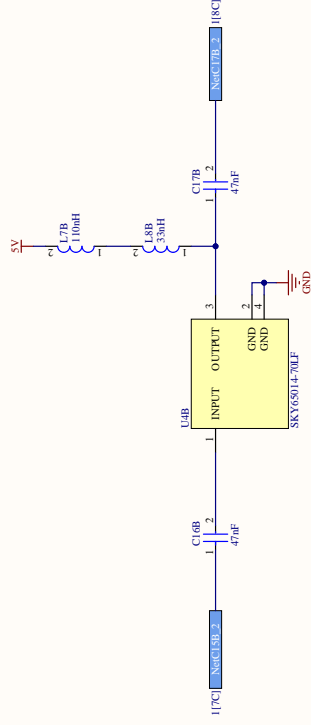 1[7C]
NetC15B_2
1
C16B
2
47nF
1
U4B
INPUT
OUTPUT
3
GND
2
GND
4
SKY65014-70LF
GND
5V
2
L7B
110nH
1
2
L8B
33nH
1
1
C17B
2
47nF
NetC17B_2
1[8C]